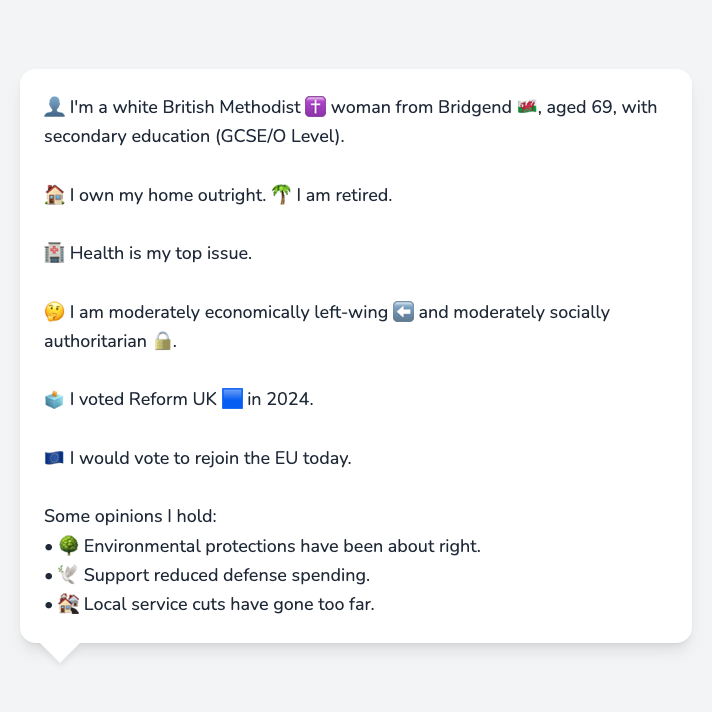 👤 I'm a white British Methodist ✝️ woman from Bridgend 🏴󠁧󠁢󠁷󠁬󠁳󠁿, aged 69, with
secondary education (GCSE/O Level).
🏠 I own my home outright. 🌴 I am retired.
🏥 Health is my top issue.
🤔 I am moderately economically left-wing ⬅️ and moderately socially
authoritarian 🔒.
🗳️ I voted Reform UK 🟦 in 2024.
🇪🇺 I would vote to rejoin the EU today.
Some opinions I hold:
• 🌳 Environmental protections have been about right.
• 🕊️ Support reduced defense spending.
• 🏘️ Local service cuts have gone too far.